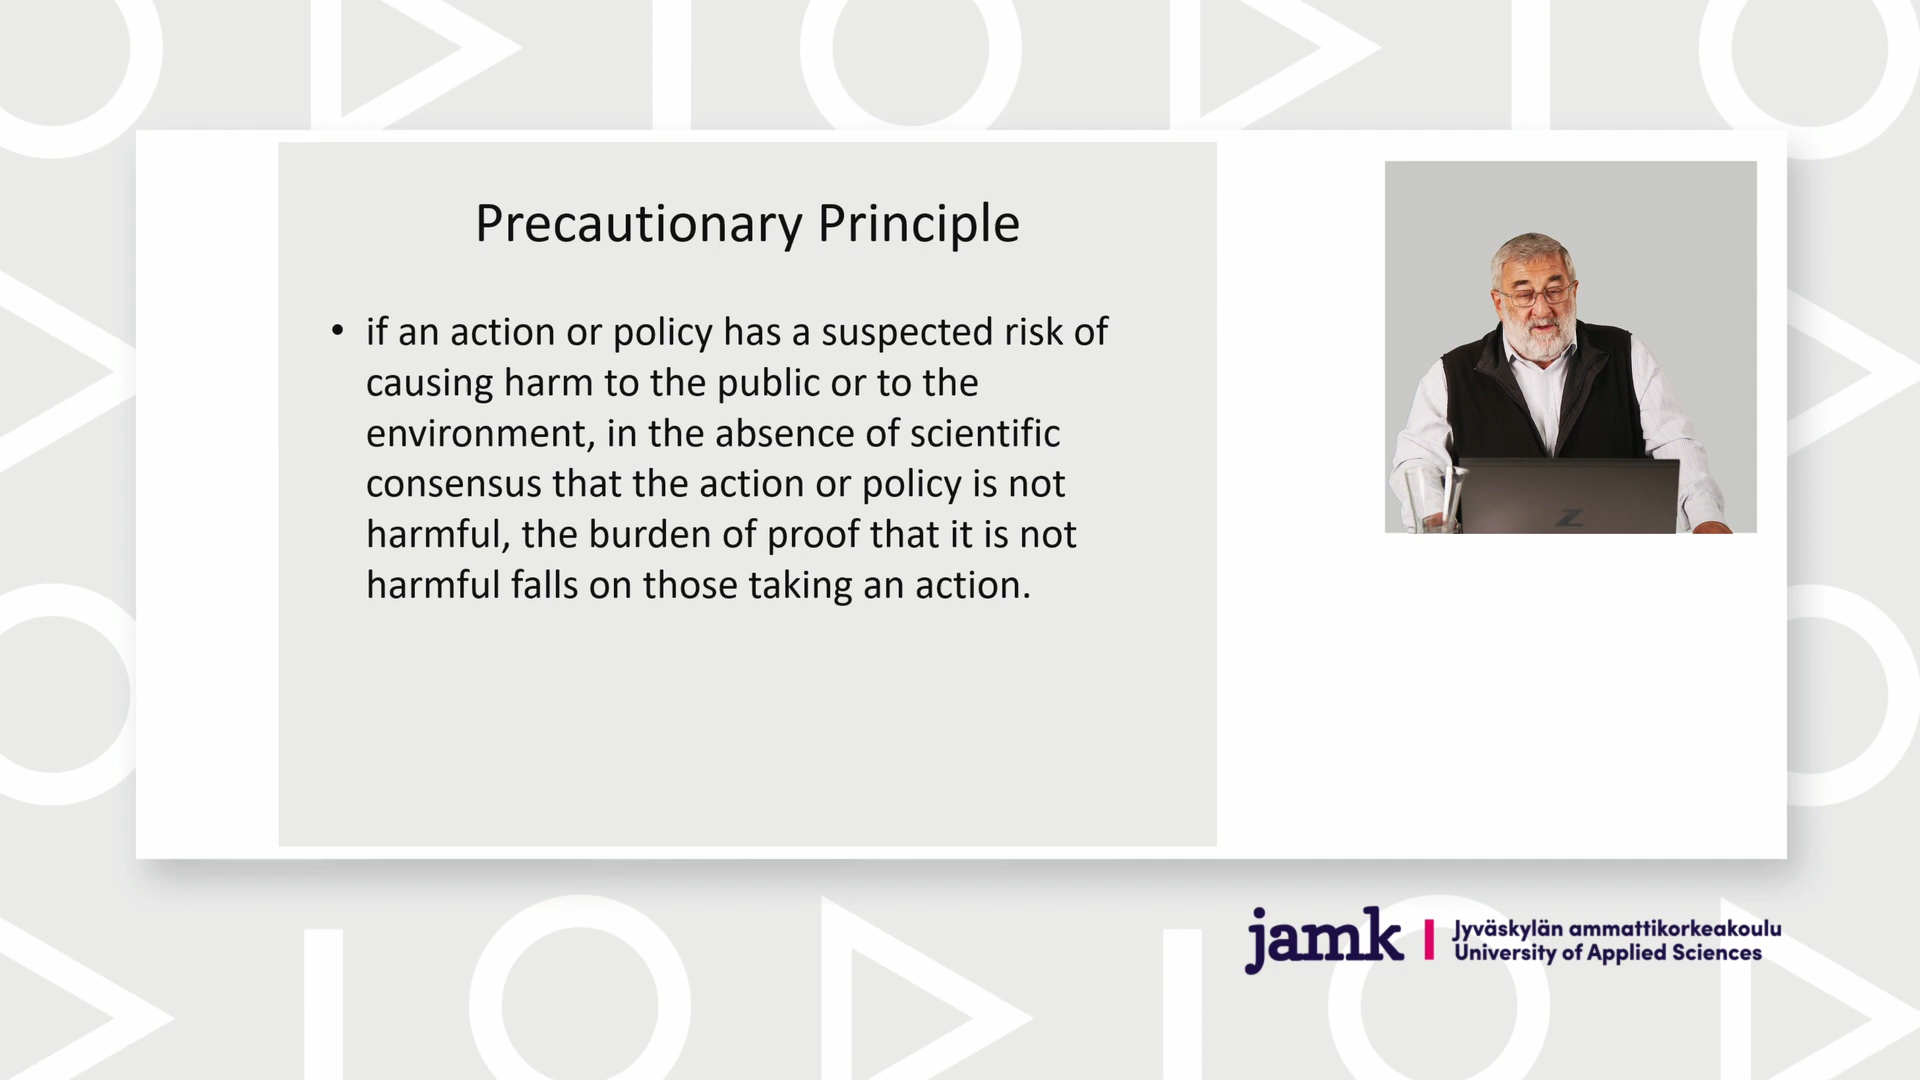 Precautionary Principle
• if an action or policy has a suspected risk of
causing harm to the public or to the
environment, in the absence of scientific
consensus that the action or policy is not
harmful, the burden of proof that it is not
harmful falls on those taking an action.
jamk
Jyväskylän ammattikorkeakoulu
University of Applied Sciences